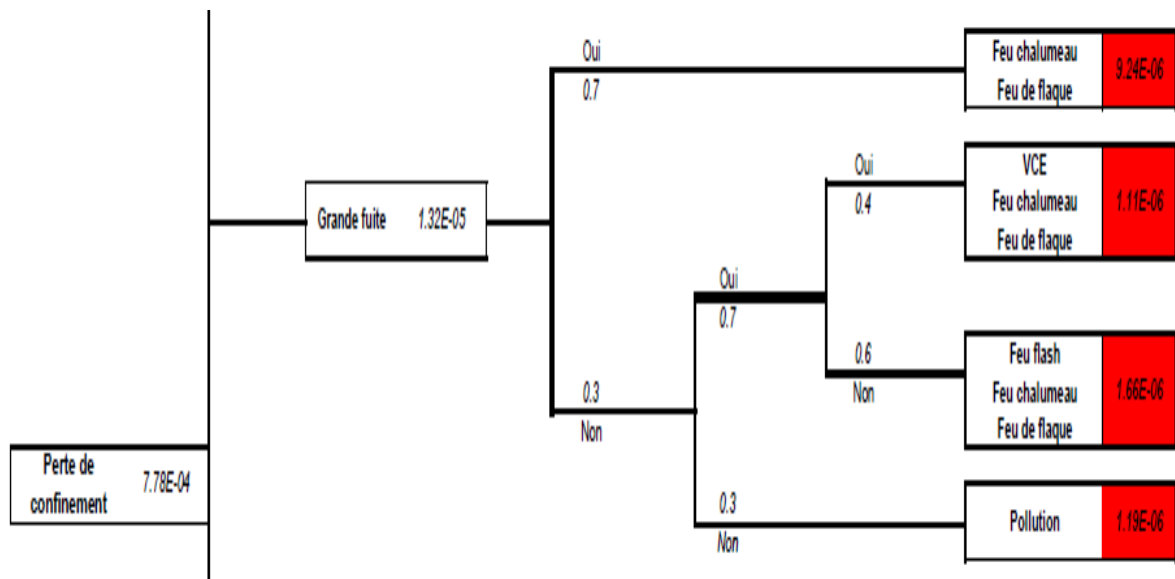 Oui
0.7
Feu chalumeau
Feu de flaque
9.24E-06
Grande fuite 1.32E-05
Oui
0.4
VCE
Feu chalumeau
Feu de flaque
1.11E-06
Oui
0.7
0.6
Non
Feu flash
Feu chalumeau
Feu de flaque
1.66E-06
0.3
Non
Perte de
confinement
7.78E-04
0.3
Non
Pollution
1.19E-06